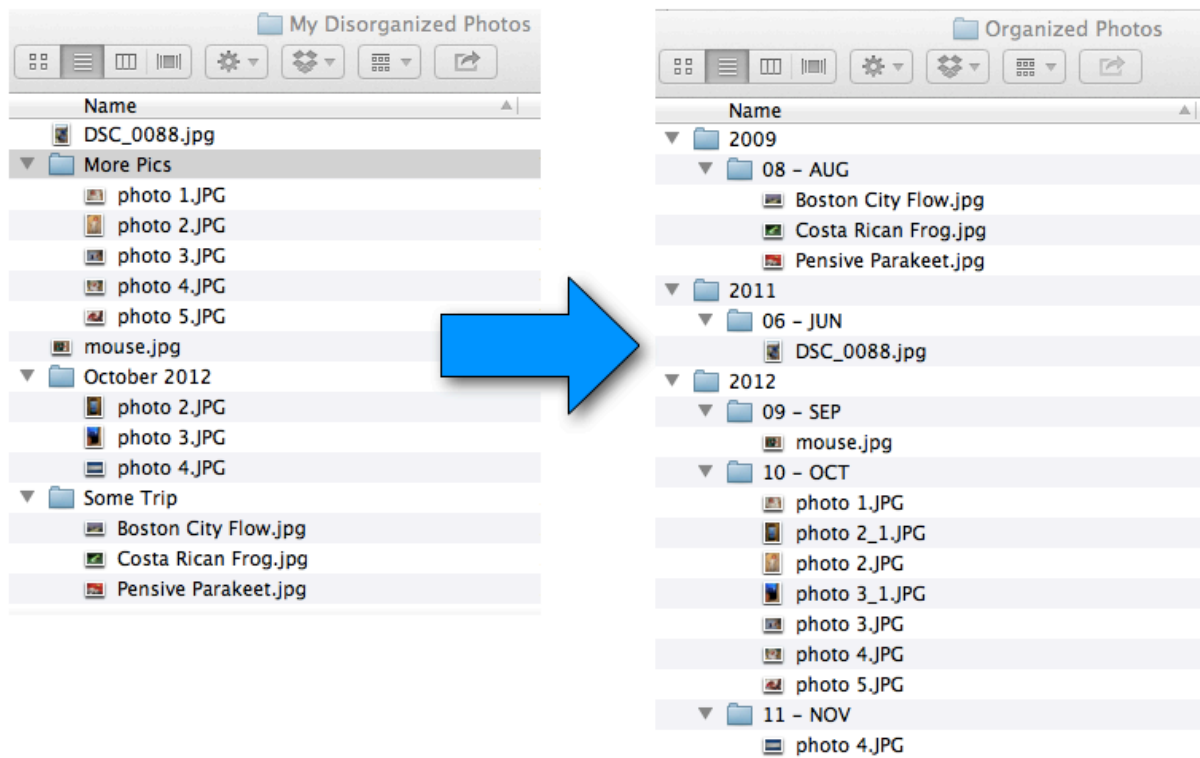 My Disorganized Photos
Name
DSC_0088.jpg
More Pics
photo 1.JPG
photo 2.JPG
photo 3.JPG
photo 4.JPG
photo 5.JPG
mouse.jpg
October 2012
photo 2.JPG
photo 3.JPG
photo 4.JPG
Some Trip
Boston City Flow.jpg
Costa Rican Frog.jpg
Pensive Parakeet.jpg
Organized Photos
Name
2009
08 – AUG
Boston City Flow.jpg
Costa Rican Frog.jpg
Pensive Parakeet.jpg
2011
06 – JUN
DSC_0088.jpg
2012
09 – SEP
mouse.jpg
10 – OCT
photo 1.JPG
photo 2_1.JPG
photo 2.JPG
photo 3_1.JPG
photo 3.JPG
photo 4.JPG
photo 5.JPG
11 – NOV
photo 4.JPG